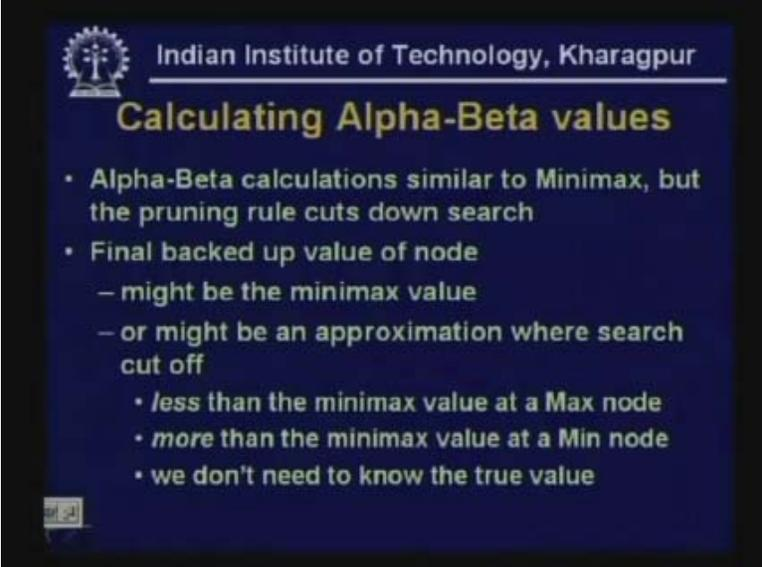 Indian Institute of Technology, Kharagpur
Calculating Alpha-Beta values
• Alpha-Beta calculations similar to Minimax, but
the pruning rule cuts down search
• Final backed up value of node
– might be the minimax value
– or might be an approximation where search
cut off
• less than the minimax value at a Max node
• more than the minimax value at a Min node
• we don't need to know the true value